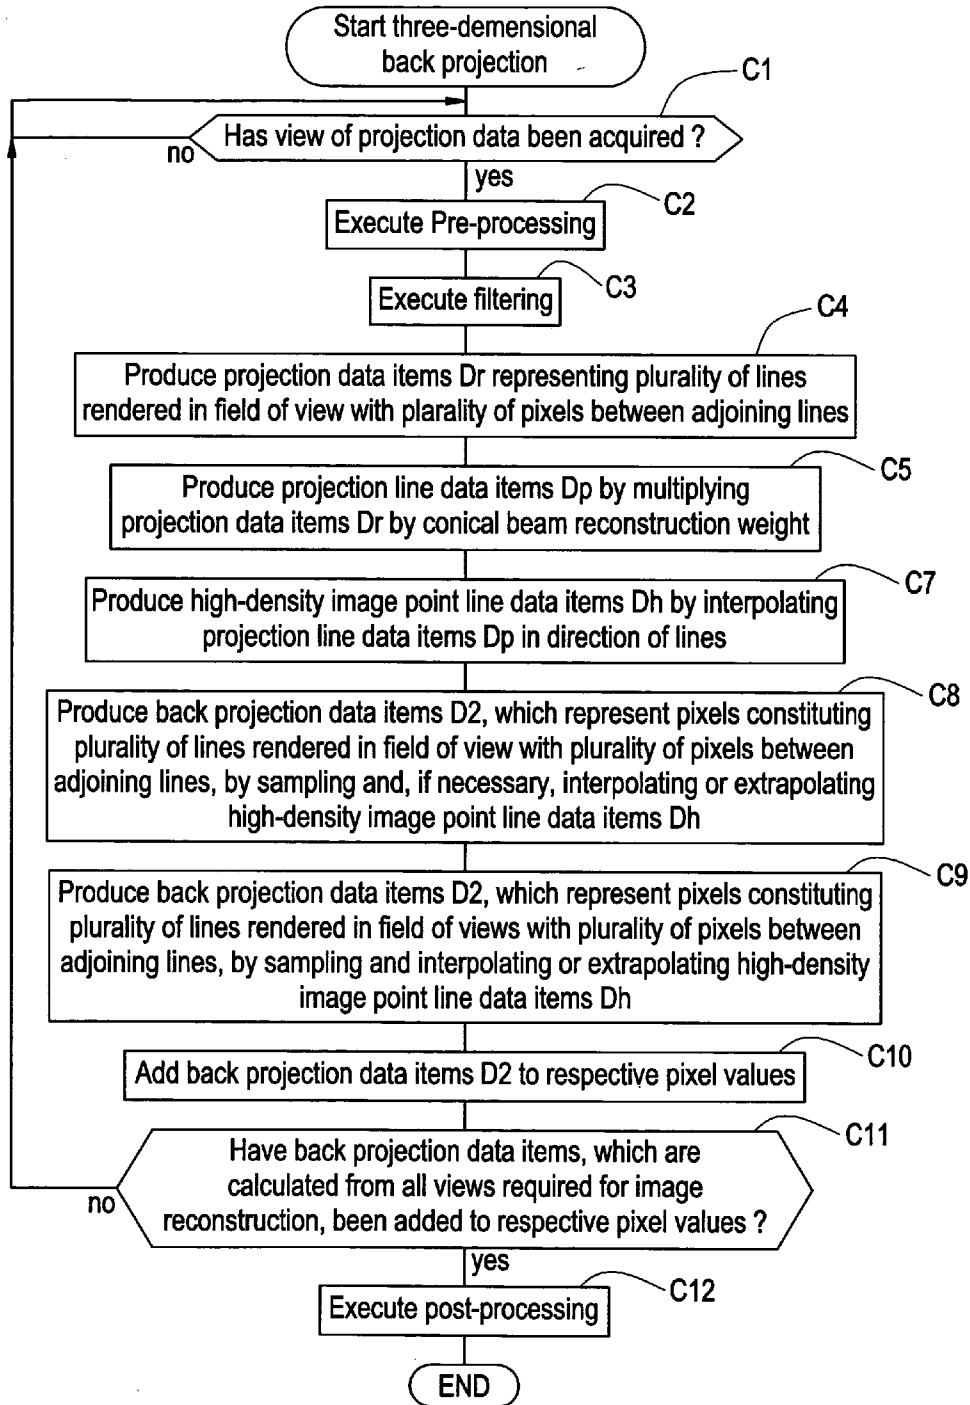 Start three-demensional
back projection
C1
Has view of projection data been acquired ?
no
yes
C2
Execute Pre-processing
C3
Execute filtering
C4
Produce projection data items Dr representing plurality of lines
rendered in field of view with plarality of pixels between adjoining lines
C5
Produce projection line data items Dp by multiplying
projection data items Dr by conical beam reconstruction weight
C7
Produce high-density image point line data items Dh by interpolating
projection line data items Dp in direction of lines
C8
Produce back projection data items D2, which represent pixels constituting
plurality of lines rendered in field of view with plurality of pixels between
adjoining lines, by sampling and, if necessary, interpolating or extrapolating
high-density image point line data items Dh
C9
Produce back projection data items D2, which represent pixels constituting
plurality of lines rendered in field of views with plurality of pixels between
adjoining lines, by sampling and interpolating or extrapolating high-density
image point line data items Dh
C10
Add back projection data items D2 to respective pixel values
C11
Have back projection data items, which are
calculated from all views required for image
reconstruction, been added to respective pixel values ?
no
yes
C12
Execute post-processing
END